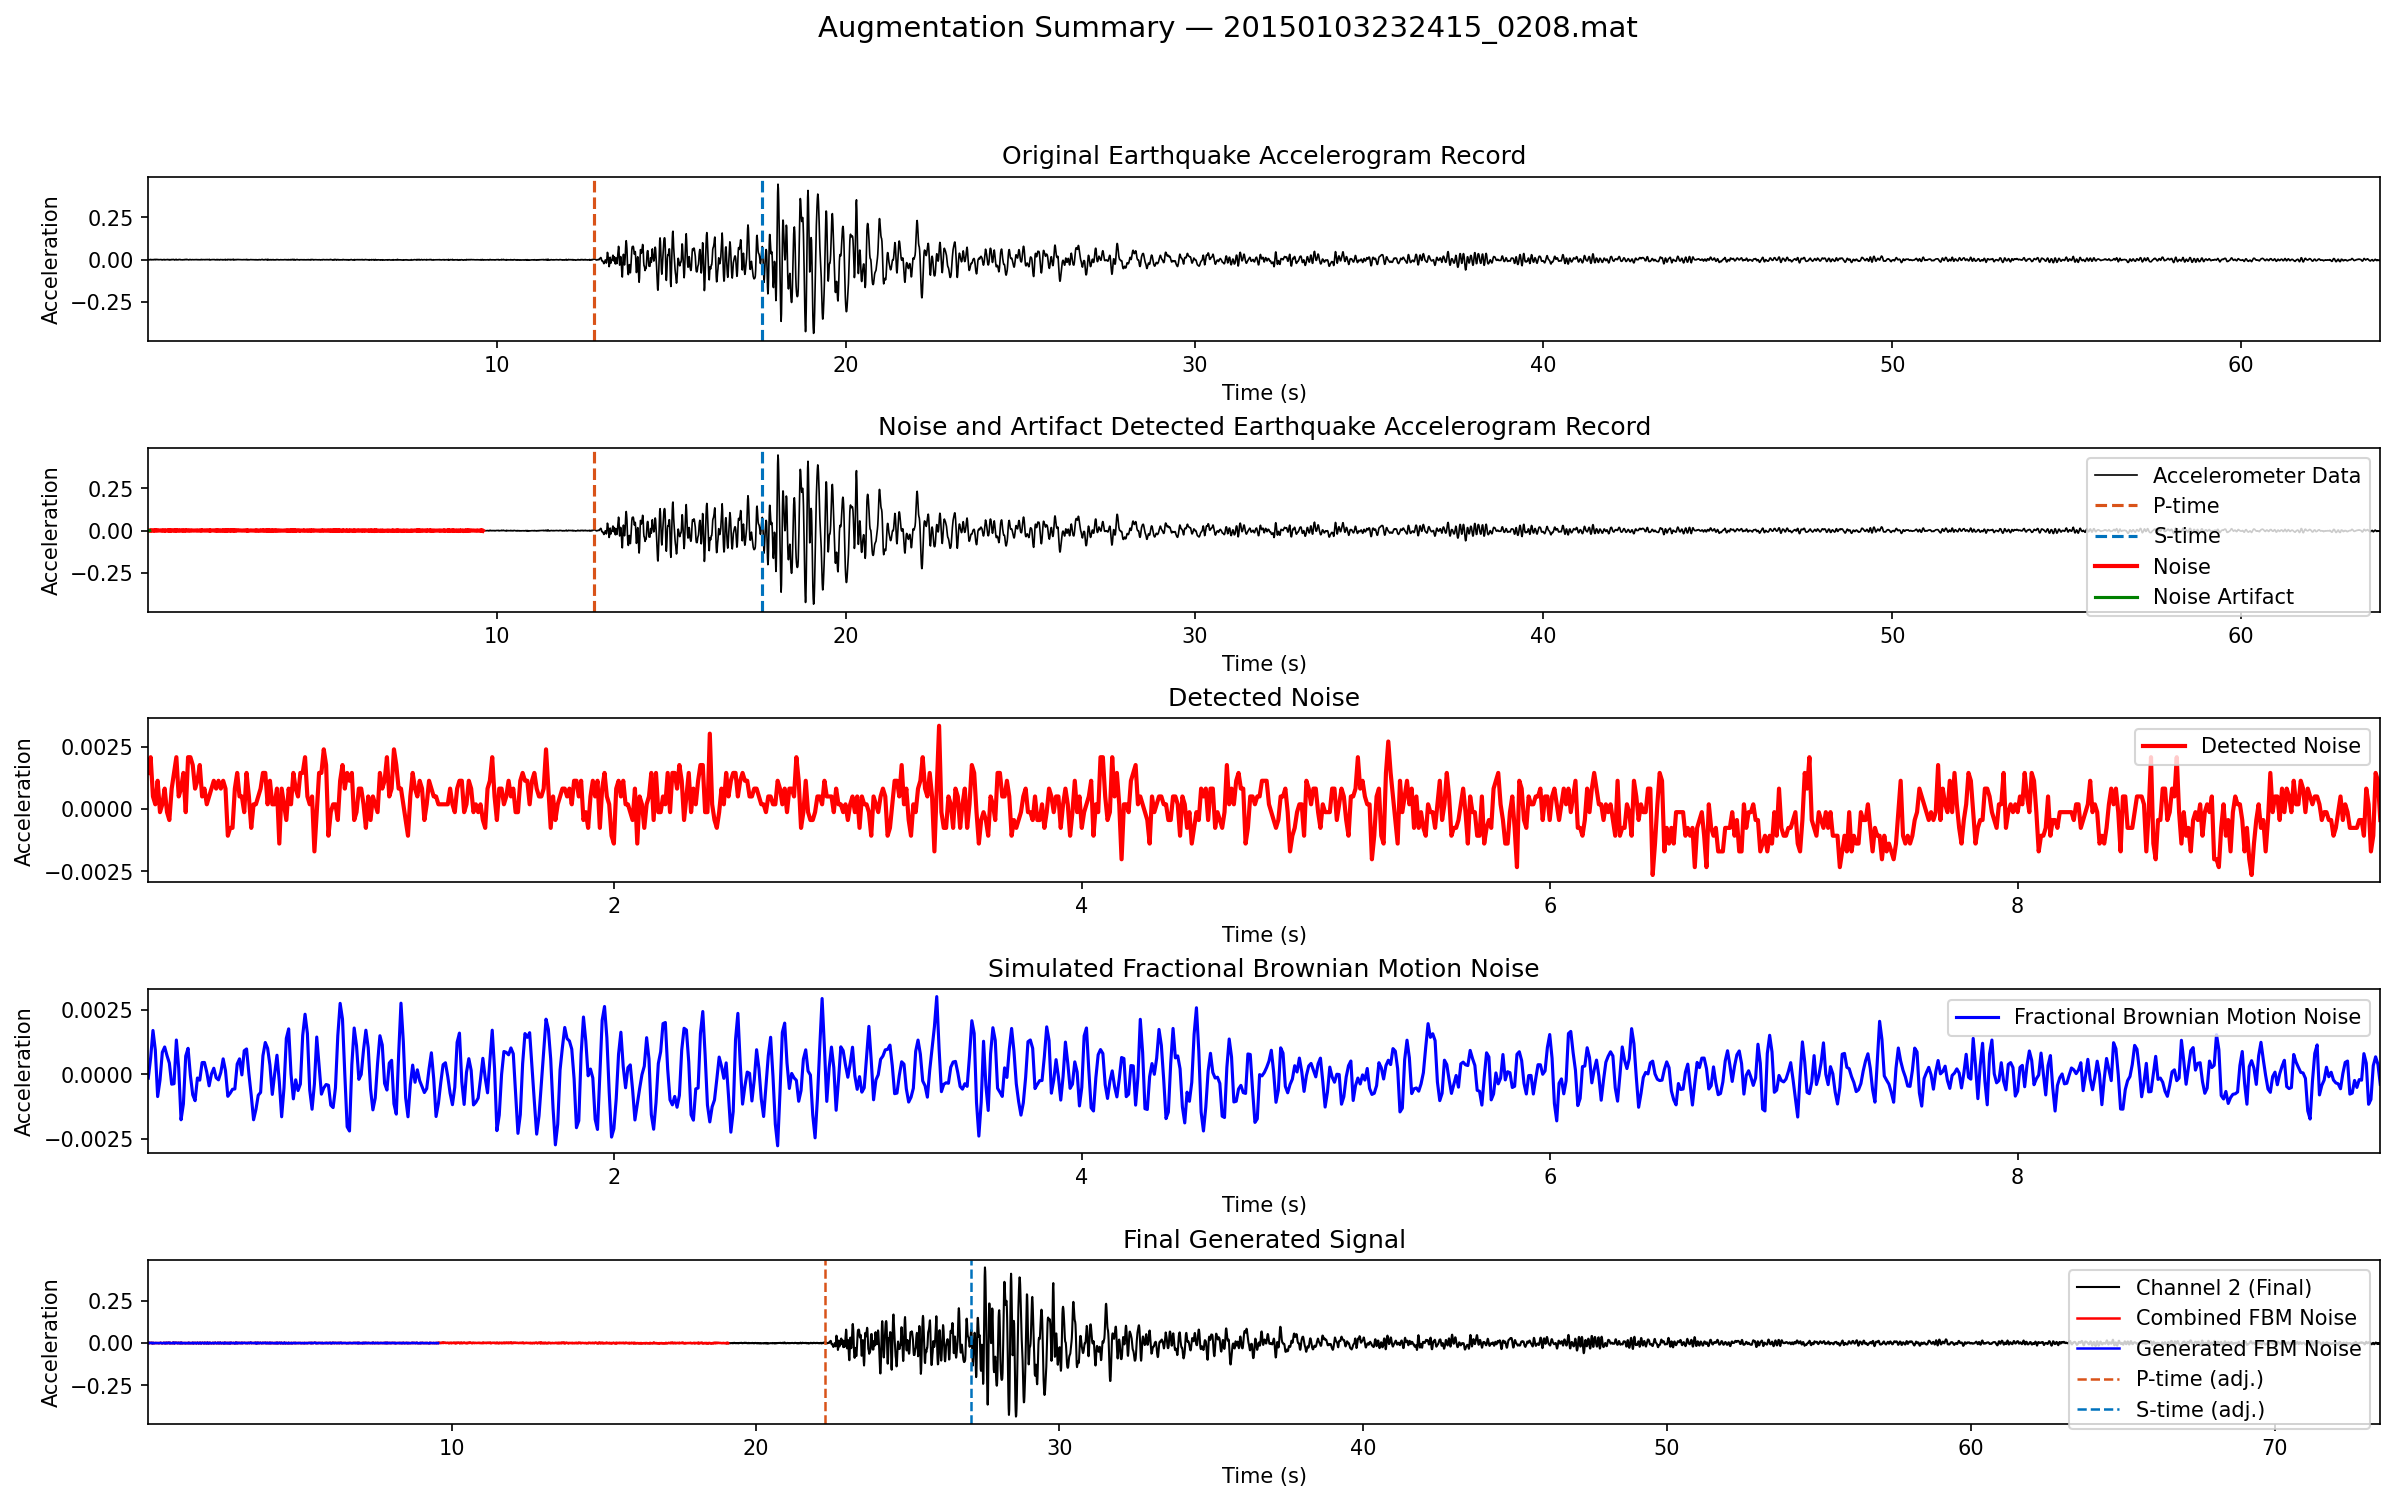 Augmentation Summary — 20150103232415_0208.mat
Original Earthquake Accelerogram Record
Acceleration
0.25
0.00
−0.25
10 20 30 40 50 60
Time (s)
Noise and Artifact Detected Earthquake Accelerogram Record
Acceleration
0.25
0.00
−0.25
Accelerometer Data
P-time
S-time
Noise
Noise Artifact
10 20 30 40 50 60
Time (s)
Detected Noise
Acceleration
0.0025
0.0000
−0.0025
Detected Noise
2 4 6 8
Time (s)
Simulated Fractional Brownian Motion Noise
Acceleration
0.0025
0.0000
−0.0025
Fractional Brownian Motion Noise
2 4 6 8
Time (s)
Final Generated Signal
Acceleration
0.25
0.00
−0.25
Channel 2 (Final)
Combined FBM Noise
Generated FBM Noise
P-time (adj.)
S-time (adj.)
10 20 30 40 50 60 70
Time (s)